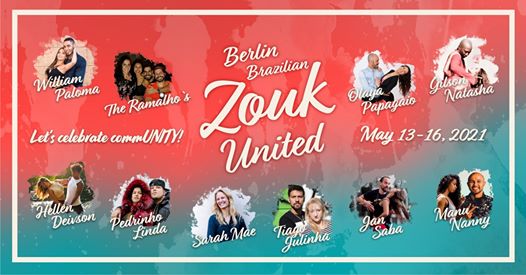 Berlin
Brazilian
Zouk
United
William
Paloma
The Ramalho`s
Olaya
Papagaio
Gilson
Natasha
Let's celebrate commUNITY!
May 13-16, 2021
Hellen
Deivson
Pedrinho
Linda
Sarah Mae
Tiago
Julinha
Jan
Saba
Manu
Nanny